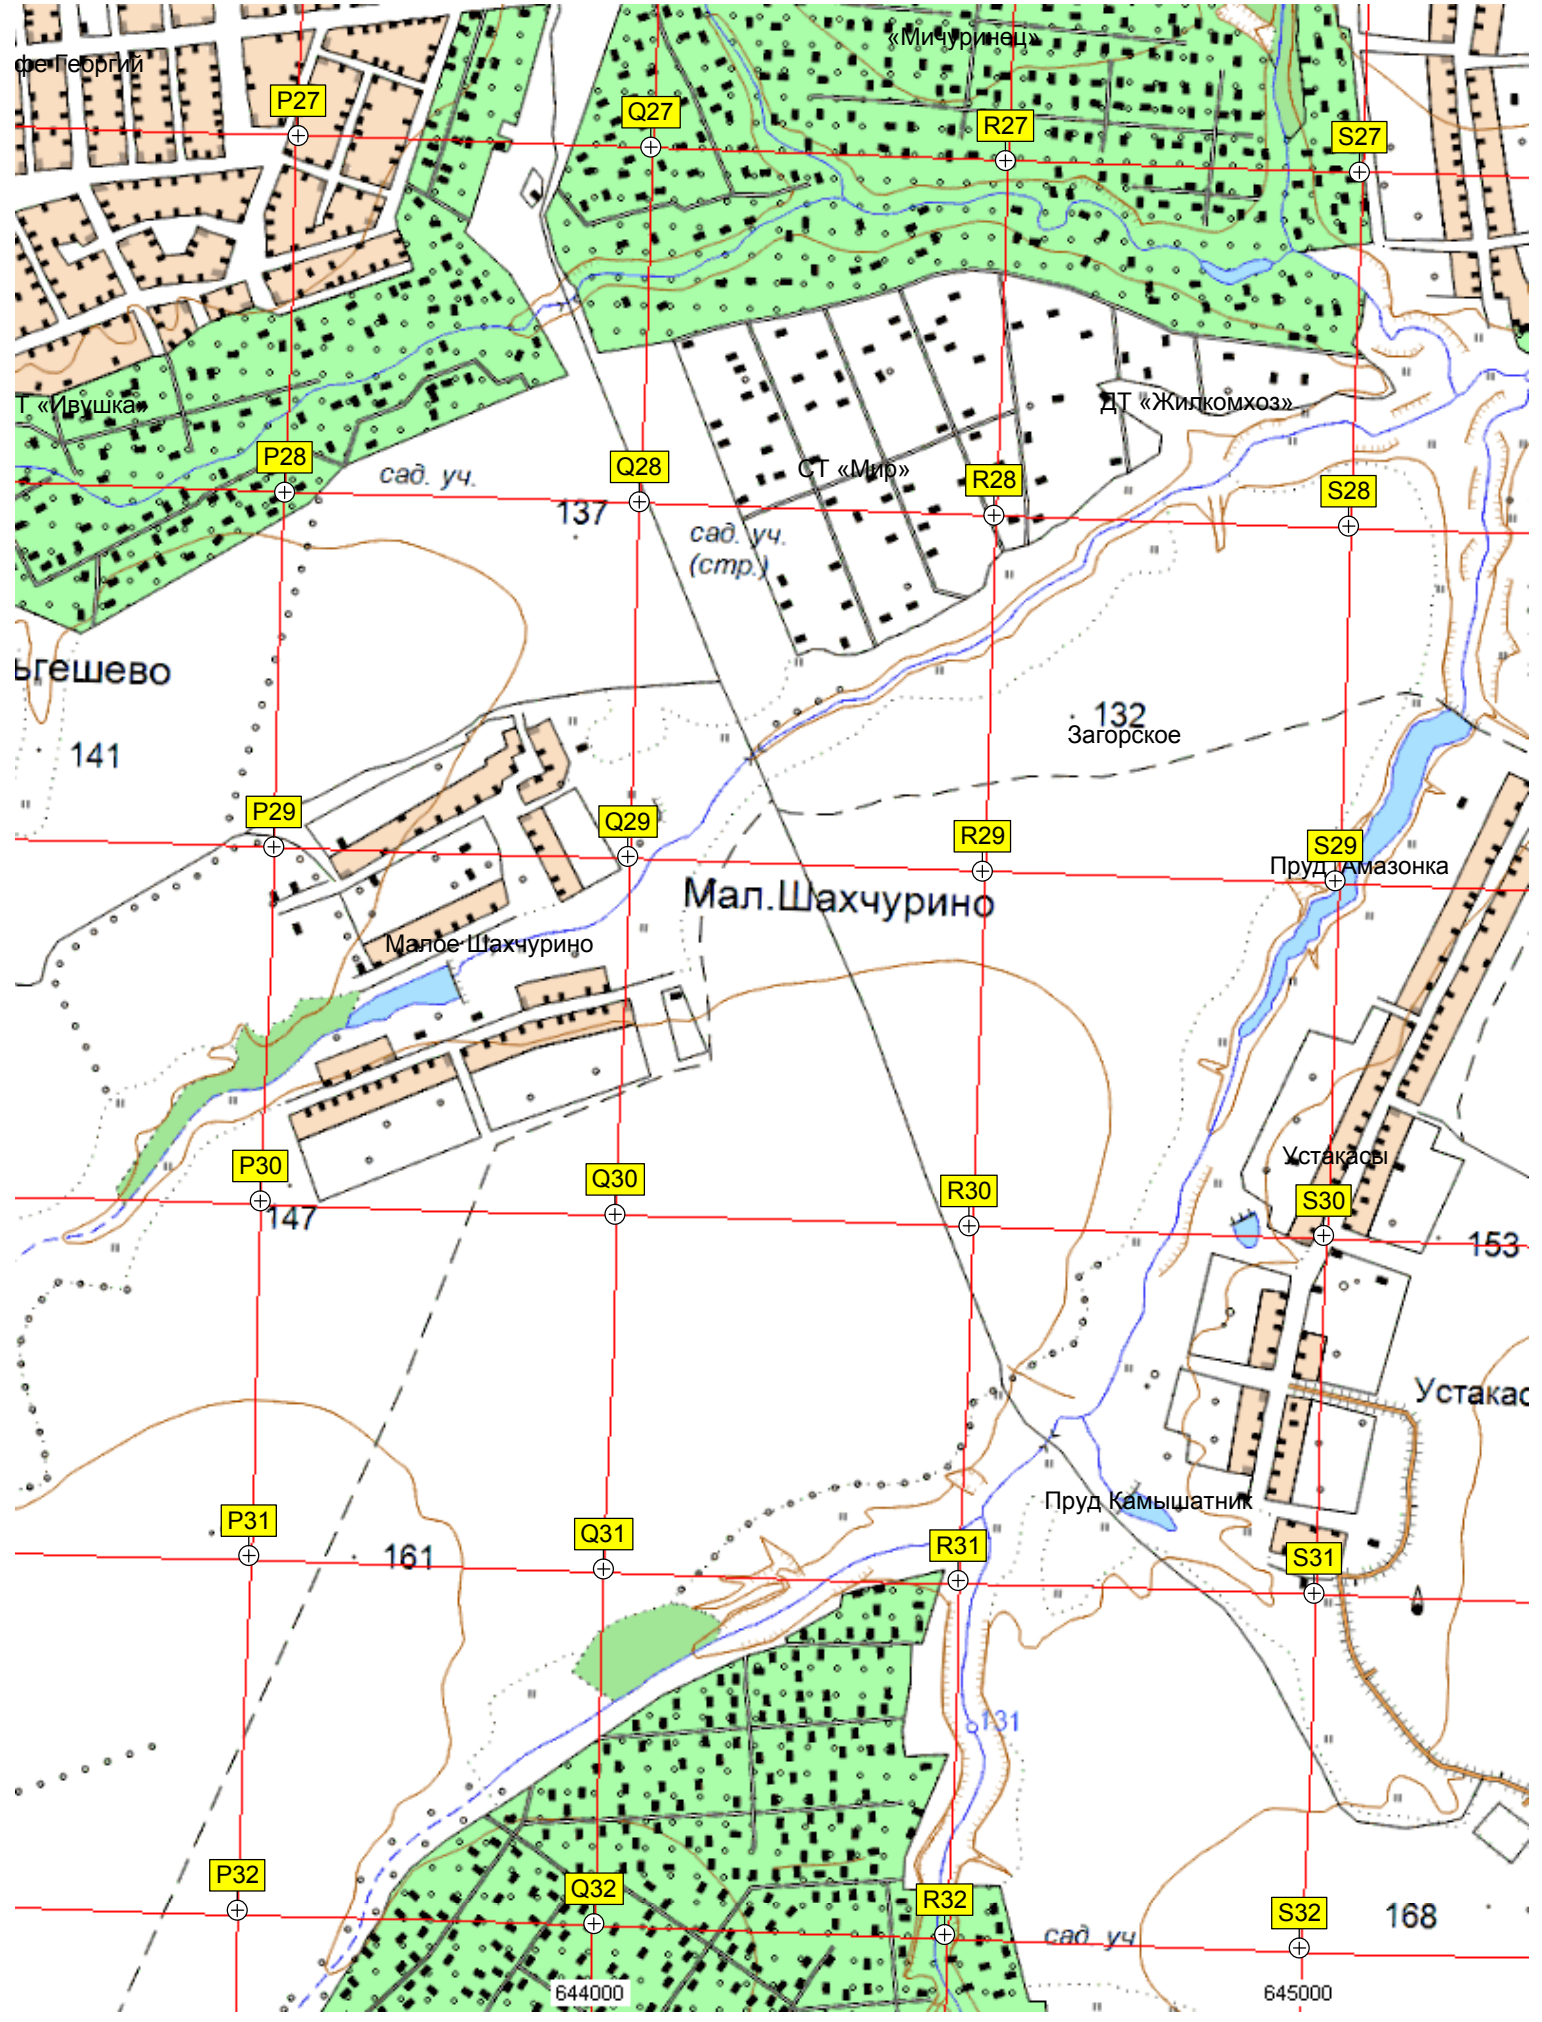 «Мичуринец»
фе Георгий
P27
Q27
R27
S27
Т «Ивушка»
ДТ «Жилкомхоз»
P28
сад. уч.
Q28
СТ «Мир»
R28
S28
137
сад. уч.
(стр.)
ьгешево
132
Загорское
141
P29
Q29
R29
S29
Пруд Амазонка
Мал.Шахчурино
Малое Шахчурино
Устакасы
P30
Q30
R30
S30
147
153
Устакас
Пруд Камышатник
P31
Q31
R31
S31
161
131
P32
Q32
R32
S32
168
сад. уч
644000
645000